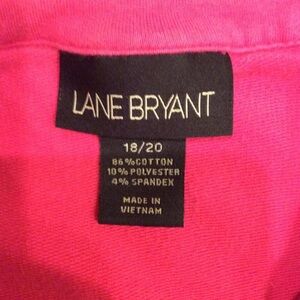 LANE BRYANT
18/20
86%COTTON
10%POLYESTER
4% SPANDEX
MADE IN
VIETNAM